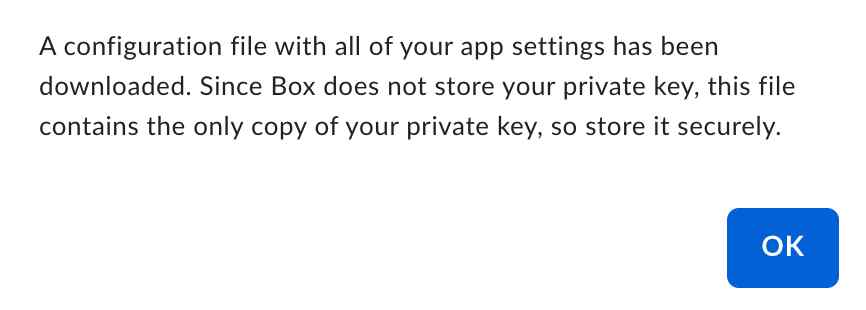 A configuration file with all of your app settings has been
downloaded. Since Box does not store your private key, this file
contains the only copy of your private key, so store it securely.
OK